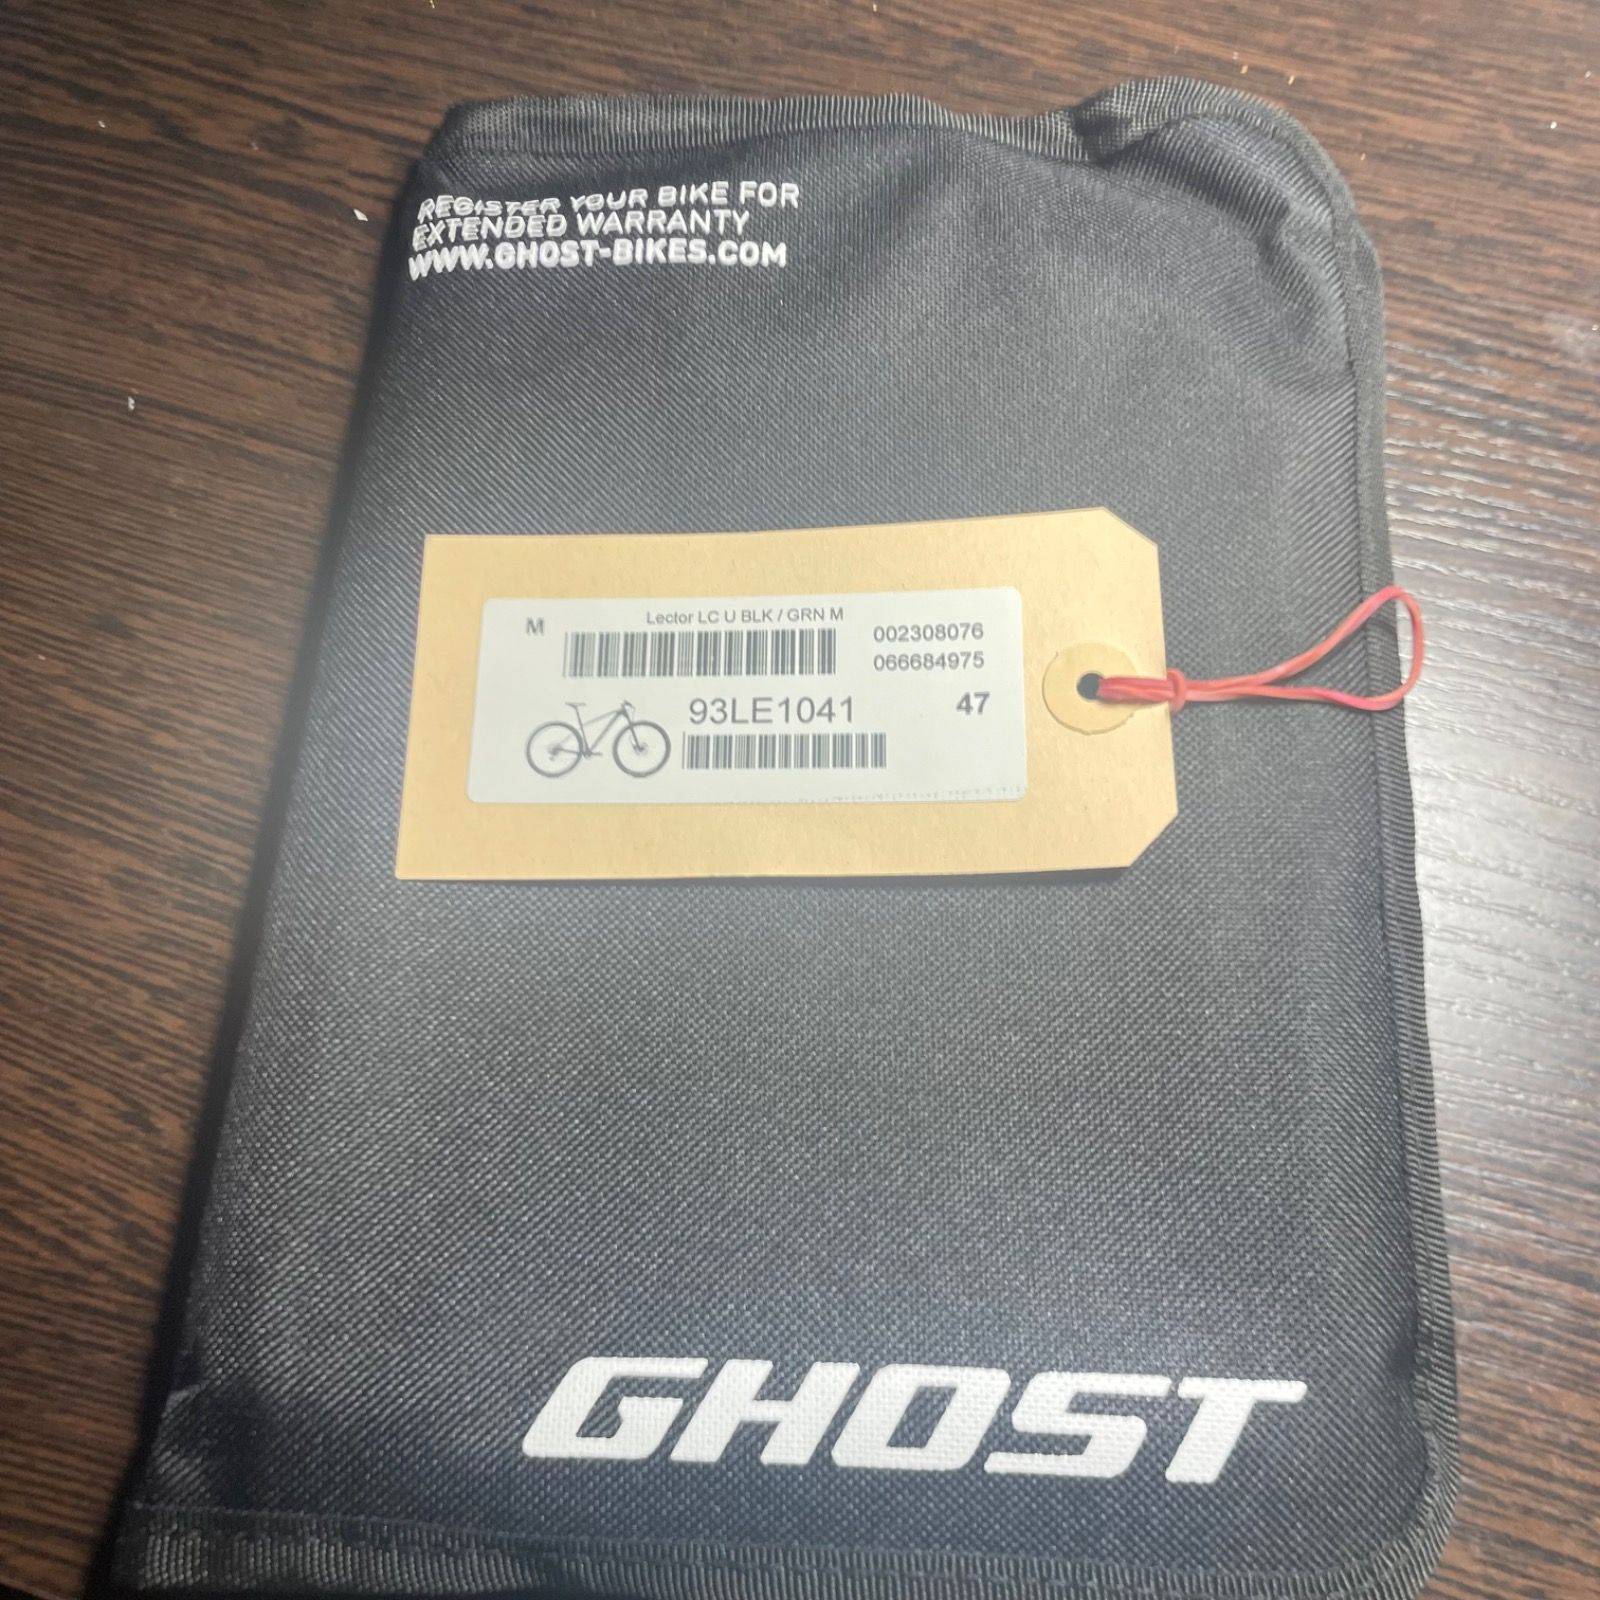 REGISTER YOUR BIKE FOR
EXTENDED WARRANTY
WWW.GHOST-BIKES.COM
M
Lector LC U BLK / GRN M
002308076
066684975
93LE1041
47
GHOST